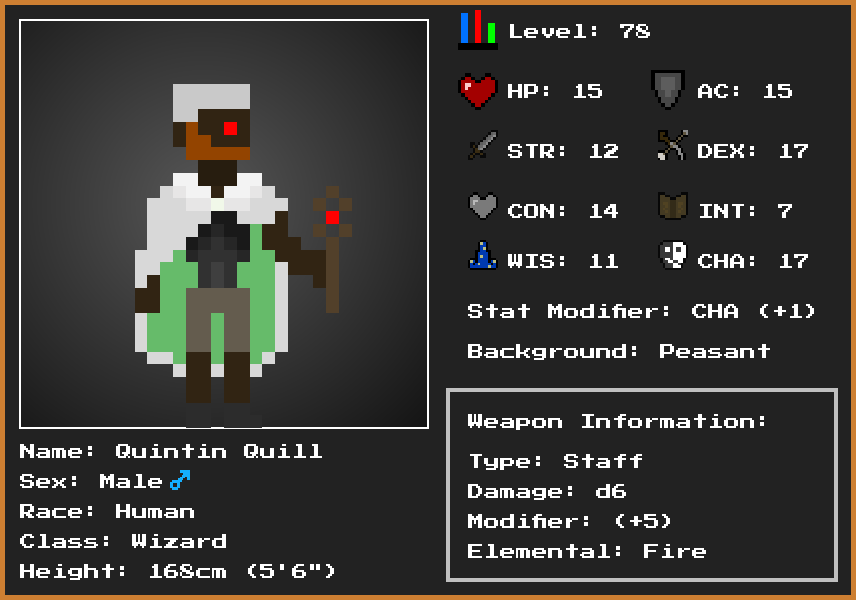 Level: 78
HP: 15 AC: 15
STR: 12 DEX: 17
CON: 14 INT: 7
WIS: 11 CHA: 17
Stat Modifier: CHA (+1)
Background: Peasant
Weapon Information:
Type: Staff
Damage: d6
Modifier: (+5)
Elemental: Fire
Name: Quintin Quill
Sex: Male♂
Race: Human
Class: Wizard
Height: 168cm (5'6")